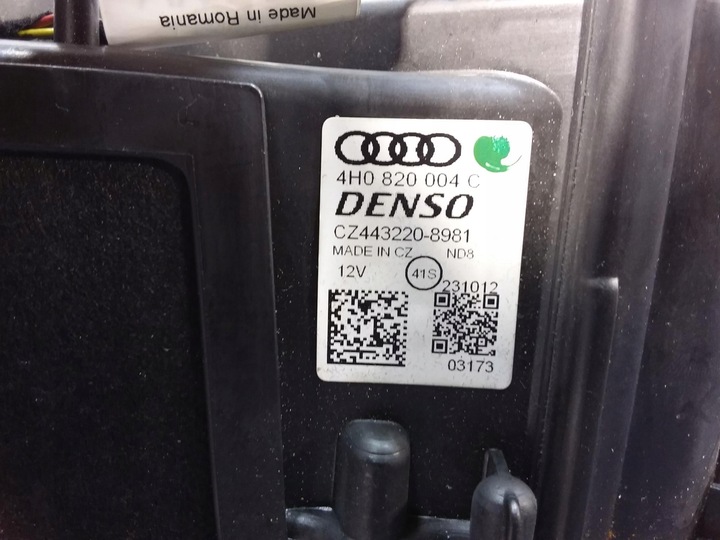 Made in Romania
4H0 820 004 C
DENSO
CZ443220-8981
MADE IN CZ ND8
12V 41S
231012
03173